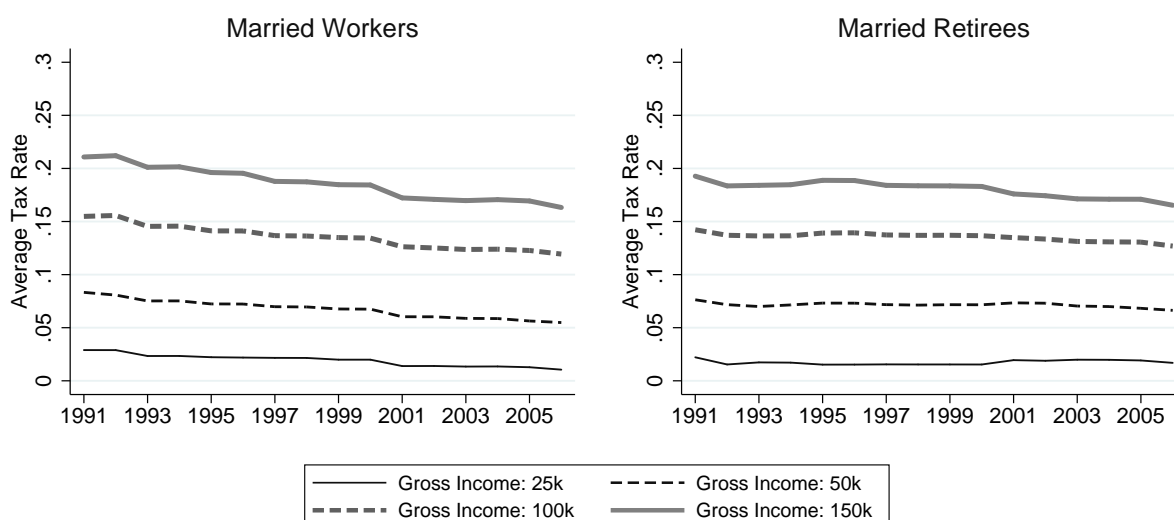 Married Workers
Average Tax Rate
.3
.25
.2
.15
.1
.05
0
1991 1993 1995 1997 1999 2001 2003 2005
Married Retirees
Average Tax Rate
.3
.25
.2
.15
.1
.05
0
1991 1993 1995 1997 1999 2001 2003 2005
Gross Income: 25k Gross Income: 50k
Gross Income: 100k Gross Income: 150k